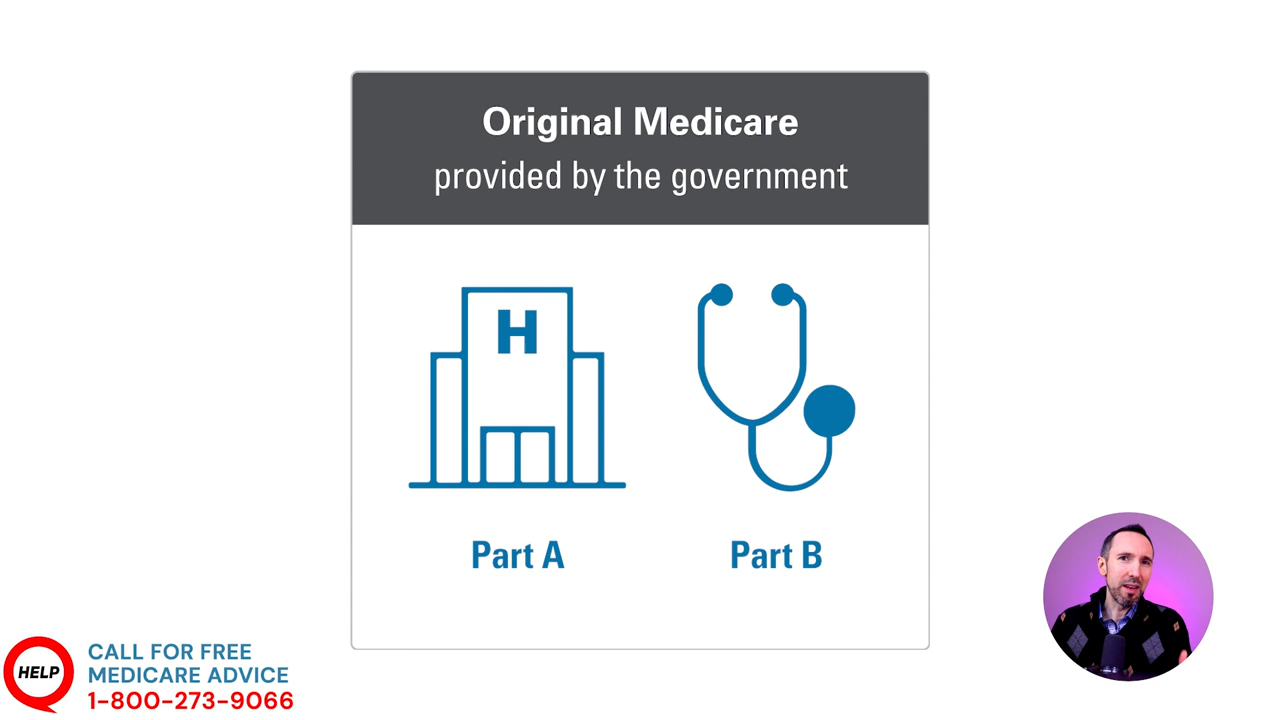 Original Medicare
provided by the government
H
Part A
Part B
HELP
CALL FOR FREE
MEDICARE ADVICE
1-800-273-9066